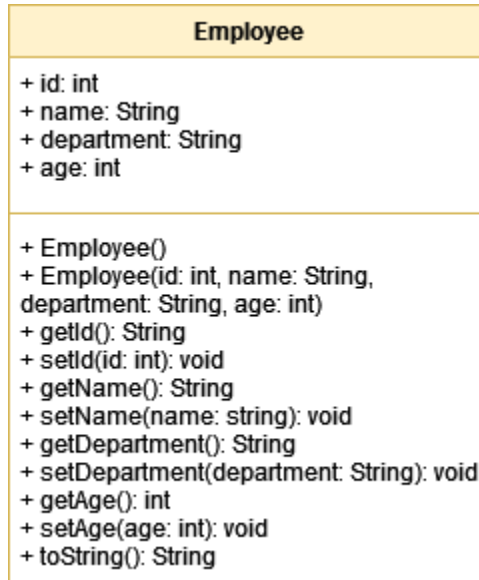 Employee
+ id: int
+ name: String
+ department: String
+ age: int
+ Employee()
+ Employee(id: int, name: String,
department: String, age: int)
+ getId(): String
+ setId(id: int): void
+ getName(): String
+ setName(name: string): void
+ getDepartment(): String
+ setDepartment(department: String): void
+ getAge(): int
+ setAge(age: int): void
+ toString(): String